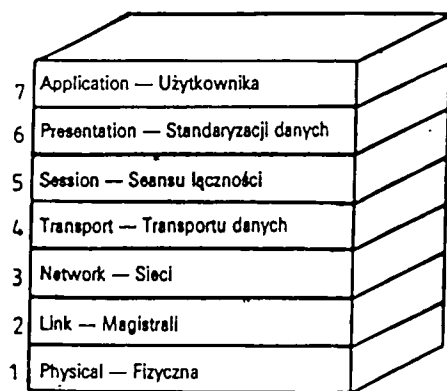 7 Application — Użytkownika
6 Presentation — Standaryzacji danych
5 Session — Seansu łączności
4 Transport — Transportu danych
3 Network — Sieci
2 Link — Magistrali
1 Physical — Fizyczna